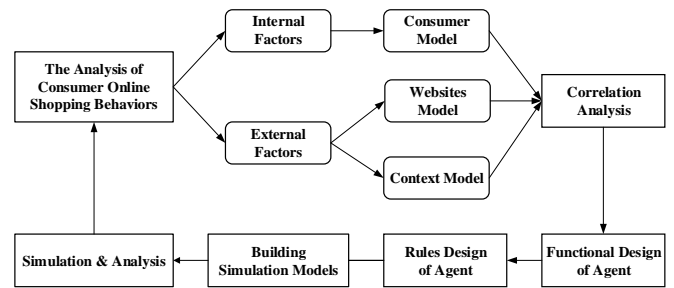 Internal
Factors
Consumer
Model
The Analysis of
Consumer Online
Shopping Behaviors
Websites
Model
Correlation
Analysis
External
Factors
Context Model
Simulation & Analysis
Building
Simulation Models
Rules Design
of Agent
Functional Design
of Agent